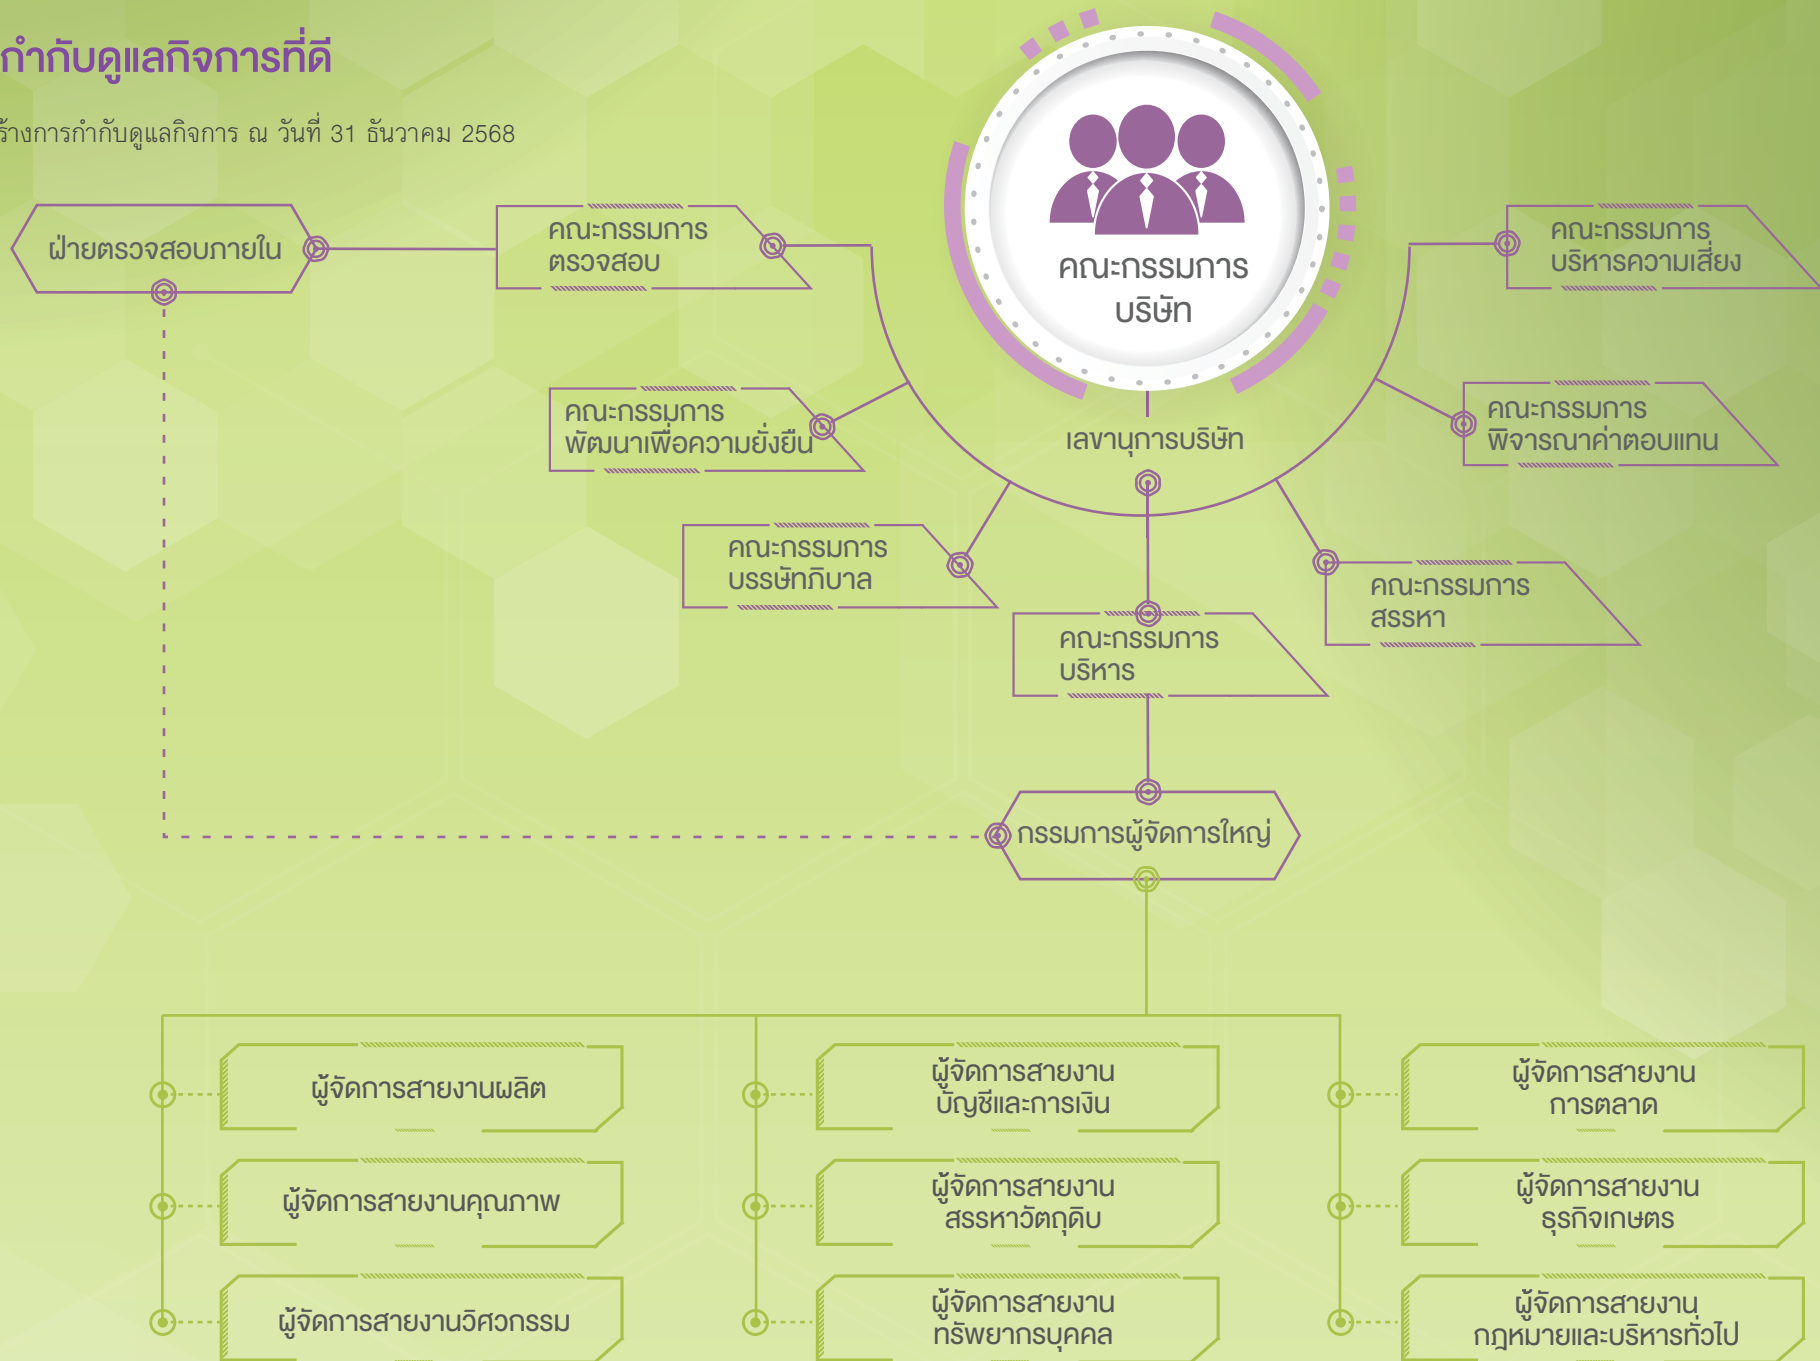 กำกับดูแลกิจการที่ดี
ร้างการกำกับดูแลกิจการ ณ วันที่ 31 ธันวาคม 2568
คณะกรรมการ
บริษัท
เลขานุการบริษัท
ฝ่ายตรวจสอบภายใน
คณะกรรมการ
ตรวจสอบ
คณะกรรมการ
บริหารความเสี่ยง
คณะกรรมการ
พัฒนาเพื่อความยั่งยืน
คณะกรรมการ
พิจารณาค่าตอบแทน
คณะกรรมการ
บรรษัทภิบาล
คณะกรรมการ
สรรหา
คณะกรรมการ
บริหาร
กรรมการผู้จัดการใหญ่
ผู้จัดการสายงานผลิต
ผู้จัดการสายงาน
บัญชีและการเงิน
ผู้จัดการสายงาน
การตลาด
ผู้จัดการสายงานคุณภาพ
ผู้จัดการสายงาน
สรรหาวัตถุดิบ
ผู้จัดการสายงาน
ธุรกิจเกษตร
ผู้จัดการสายงานวิศวกรรม
ผู้จัดการสายงาน
ทรัพยากรบุคคล
ผู้จัดการสายงาน
กฎหมายและบริหารทั่วไป